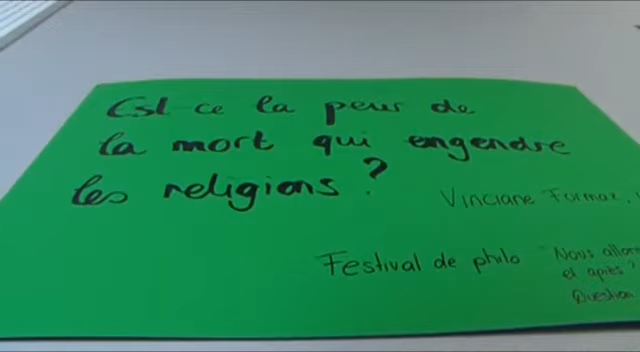 Est ce la peur de
la mort qui engendre
les religions ?
Vinciane Formax,
Festival de philo "Nous
et après ?
Question